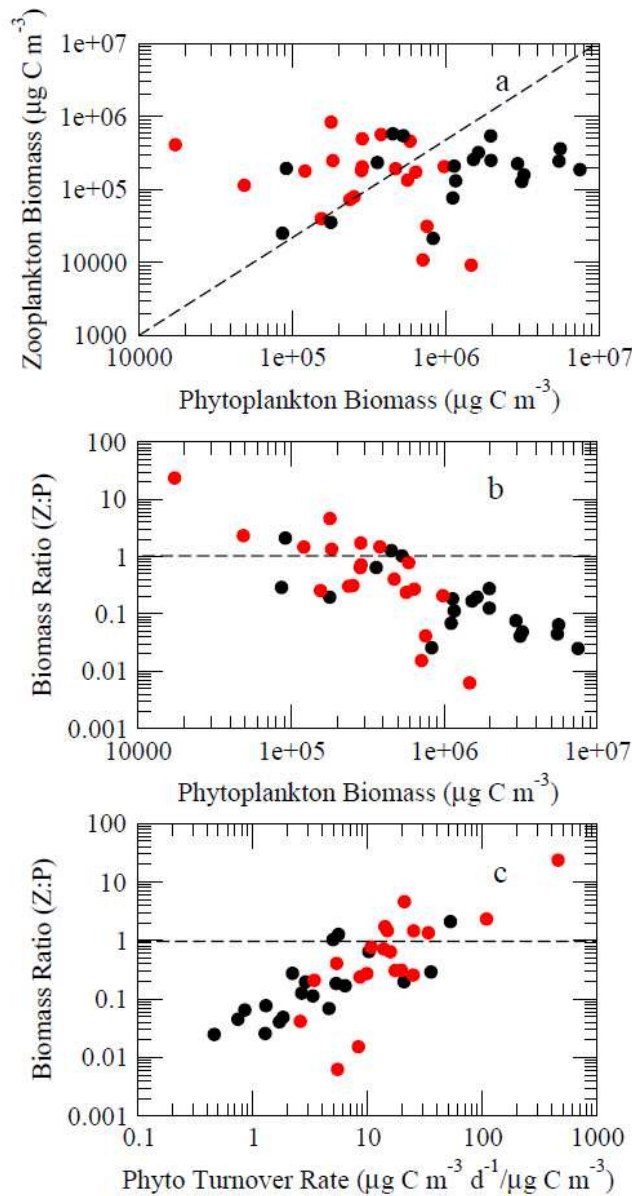 1e+07
1e+06
1e+05
10000
1000
Zooplankton Biomass (μg C m⁻³)
a
10000 1e+05 1e+06 1e+07
Phytoplankton Biomass (μg C m⁻³)
100
10
1
0.1
0.01
0.001
Biomass Ratio (Z:P)
b
10000 1e+05 1e+06 1e+07
Phytoplankton Biomass (μg C m⁻³)
100
10
1
0.1
0.01
0.001
Biomass Ratio (Z:P)
c
0.1 1 10 100 1000
Phyto Turnover Rate (μg C m⁻³ d⁻¹/μg C m⁻³)